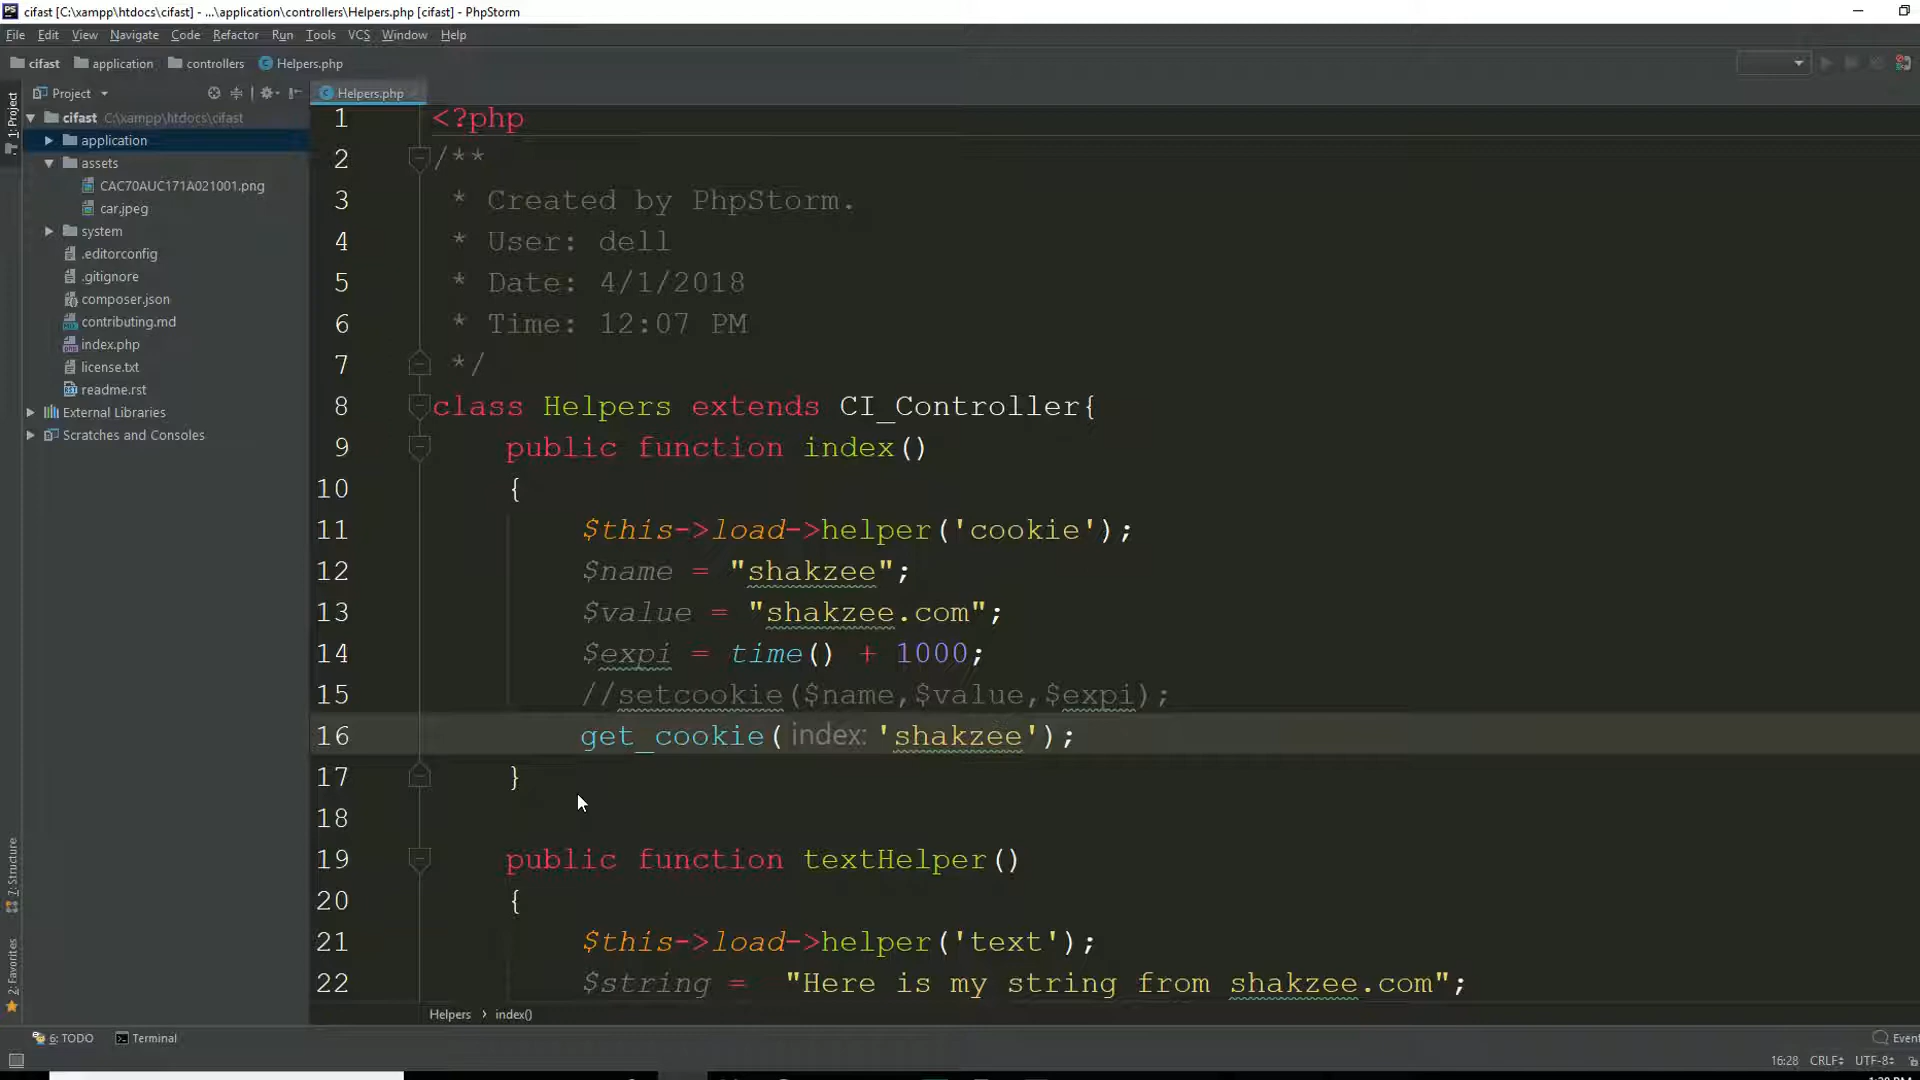 cifast [C:\xampp\htdocs\cifast] - ...\application\controllers\Helpers.php [cifast] - PhpStorm
File Edit View Navigate Code Refactor Run Tools VCS Window Help
cifast application controllers Helpers.php
Project
Helpers.php
1: Project
cifast C:\xampp\htdocs\cifast
application
assets
CAC70AUC171A021001.png
car.jpeg
system
.editorconfig
.gitignore
composer.json
contributing.md
index.php
license.txt
readme.rst
External Libraries
Scratches and Consoles
7: Structure
2: Favorites
1 <?php
2 /**
3 * Created by PhpStorm.
4 * User: dell
5 * Date: 4/1/2018
6 * Time: 12:07 PM
7 */
8 class Helpers extends CI_Controller{
9 public function index()
10 {
11 $this->load->helper('cookie');
12 $name = "shakzee";
13 $value = "shakzee.com";
14 $expi = time() + 1000;
15 //setcookie($name,$value,$expi);
16 get_cookie( index: 'shakzee');
17 }
18
19 public function textHelper()
20 {
21 $this->load->helper('text');
22 $string = "Here is my string from shakzee.com";
Helpers › index()
6: TODO Terminal
Event
16:28 CRLF UTF-8